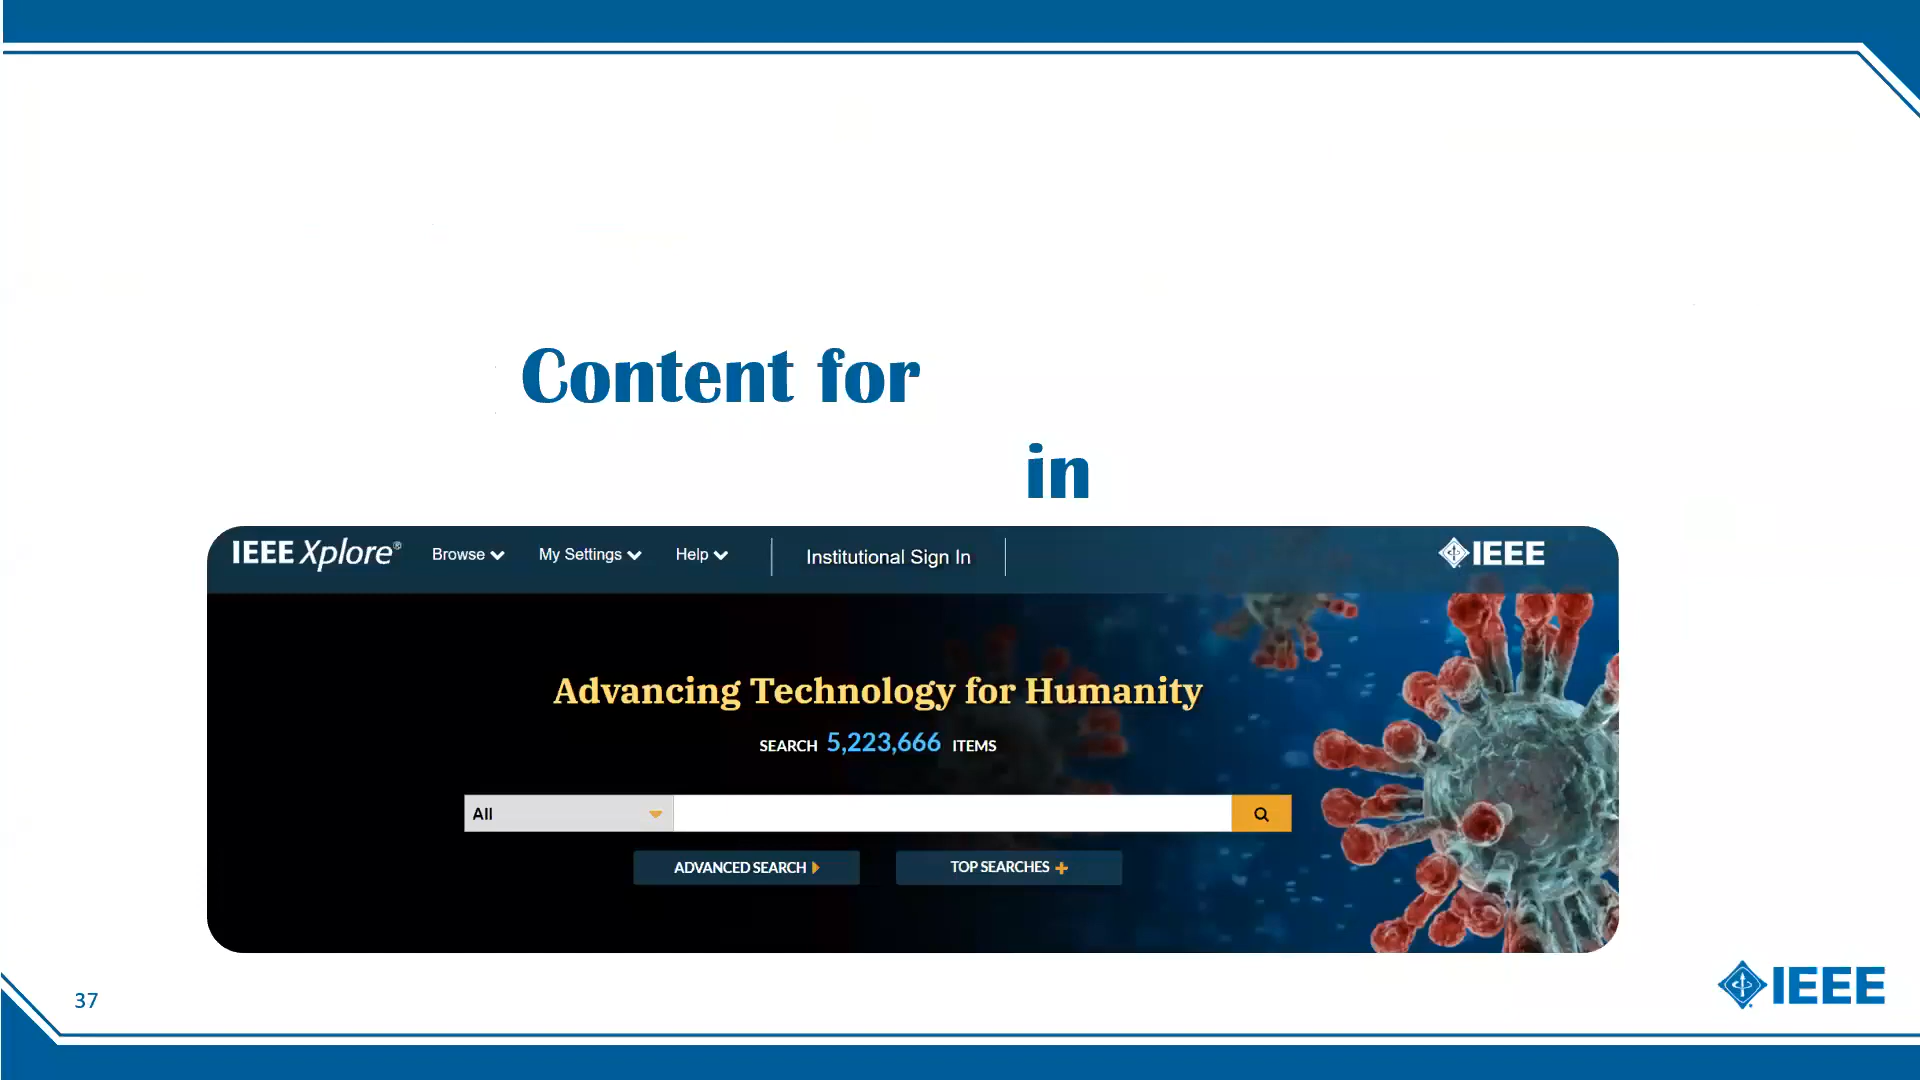 Content for
in
IEEE Xplore® Browse My Settings Help Institutional Sign In IEEE
Advancing Technology for Humanity
SEARCH 5,223,666 ITEMS
All
ADVANCED SEARCH TOP SEARCHES
37 IEEE